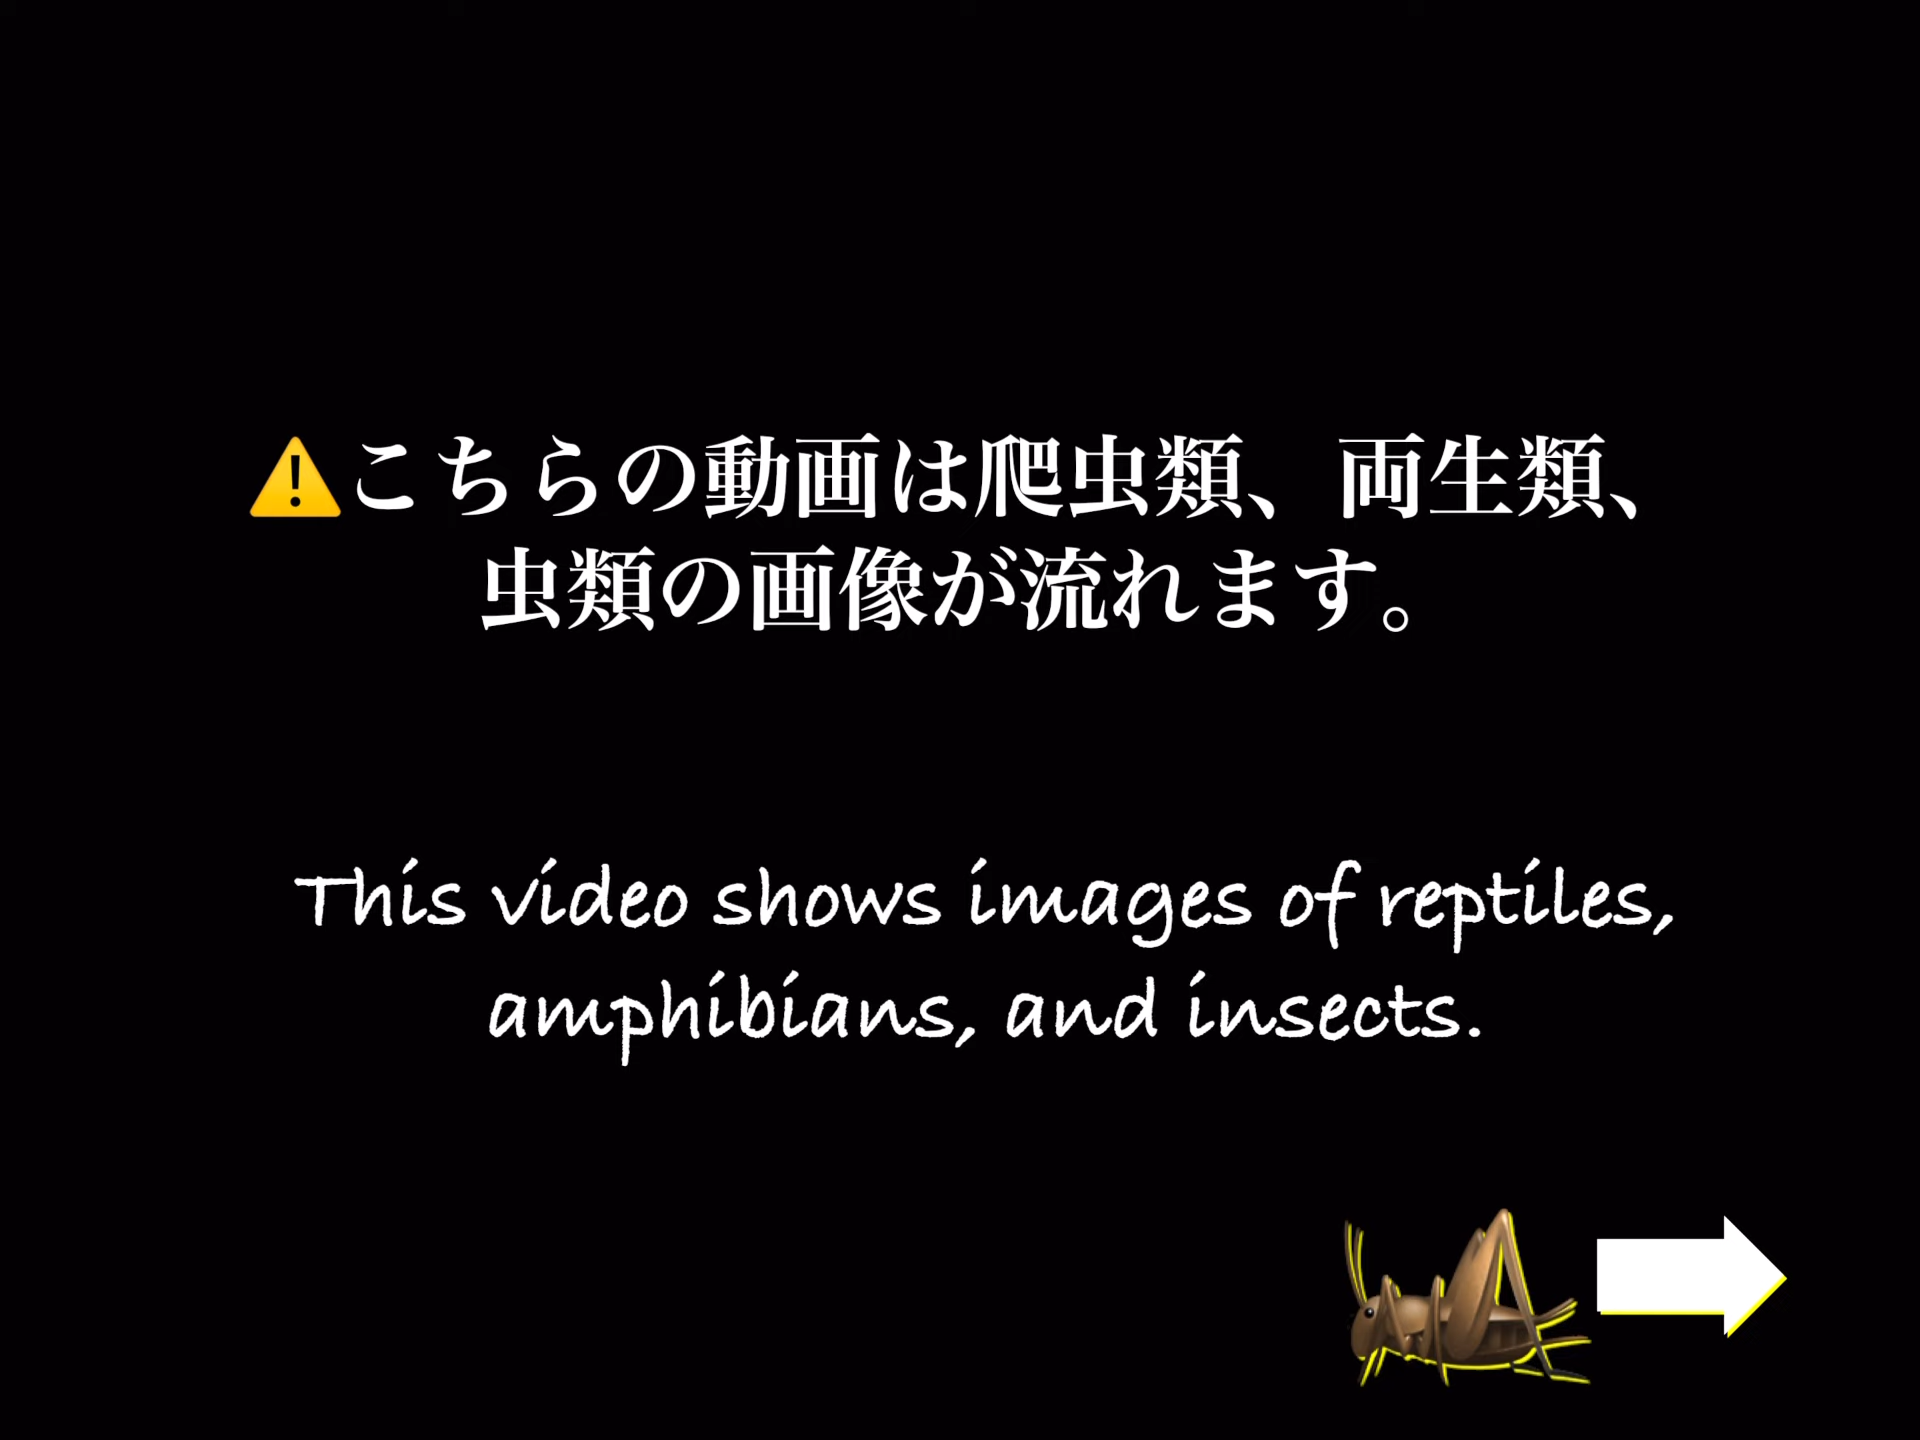 ⚠️こちらの動画は爬虫類、両生類、
虫類の画像が流れます。
This video shows images of reptiles,
amphibians, and insects.